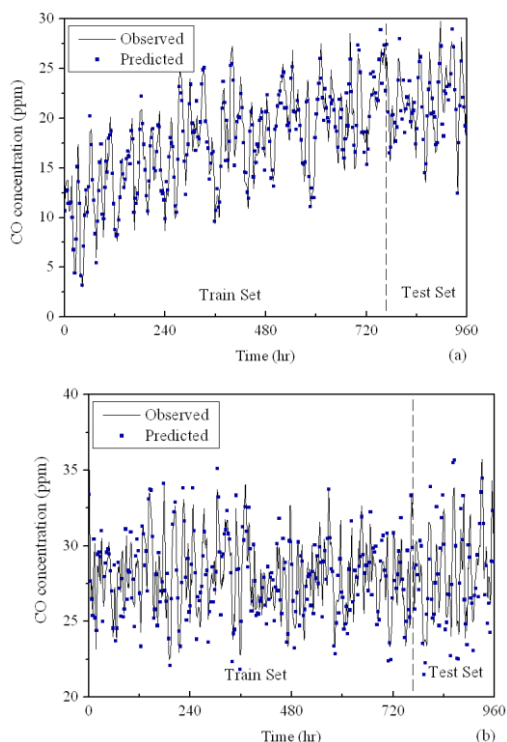 30
Observed
Predicted
25
20
15
10
5
0
CO concentration (ppm)
Train Set
Test Set
0
240
480
720
960
Time (hr)
(a)
40
Observed
Predicted
35
30
25
20
CO concentration (ppm)
Train Set
Test Set
0
240
480
720
960
Time (hr)
(b)